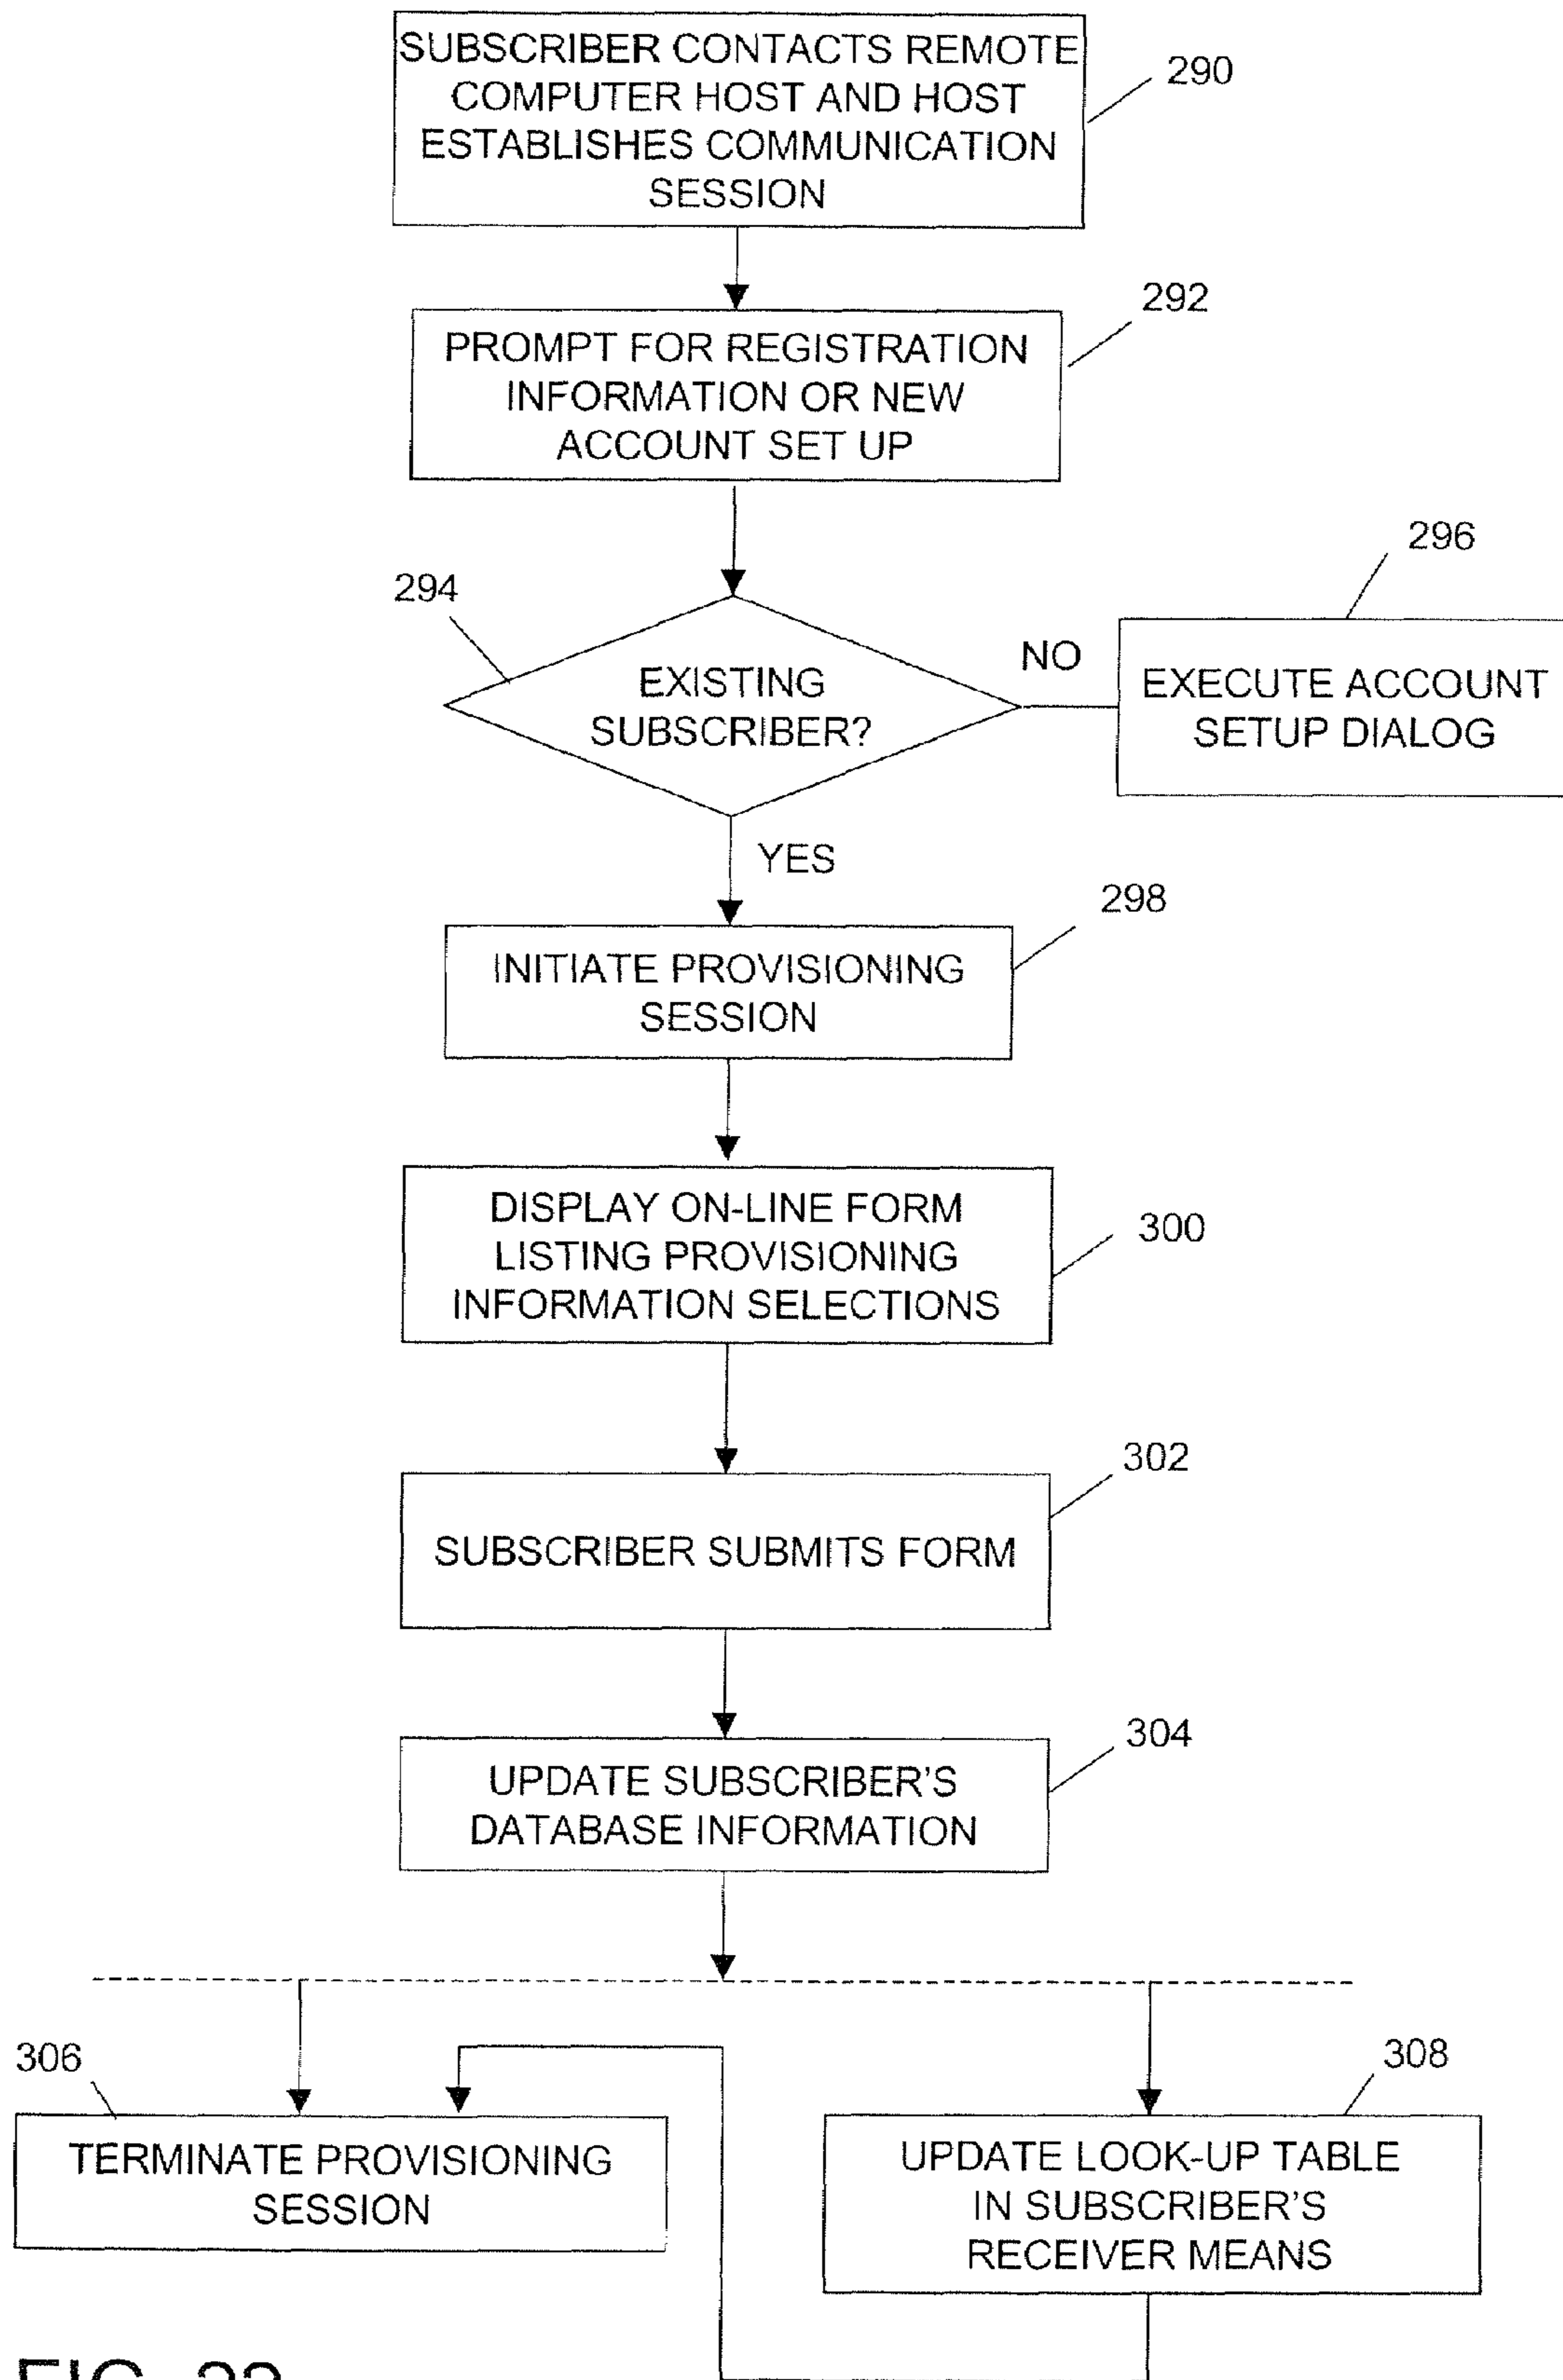 SUBSCRIBER CONTACTS REMOTE
COMPUTER HOST AND HOST
ESTABLISHES COMMUNICATION
SESSION
290
292
PROMPT FOR REGISTRATION
INFORMATION OR NEW
ACCOUNT SET UP
294
296
EXISTING
SUBSCRIBER?
NO
EXECUTE ACCOUNT
SETUP DIALOG
YES
298
INITIATE PROVISIONING
SESSION
DISPLAY ON-LINE FORM
LISTING PROVISIONING
INFORMATION SELECTIONS
300
302
SUBSCRIBER SUBMITS FORM
304
UPDATE SUBSCRIBER'S
DATABASE INFORMATION
306
308
TERMINATE PROVISIONING
SESSION
UPDATE LOOK-UP TABLE
IN SUBSCRIBER'S
RECEIVER MEANS
FIG.